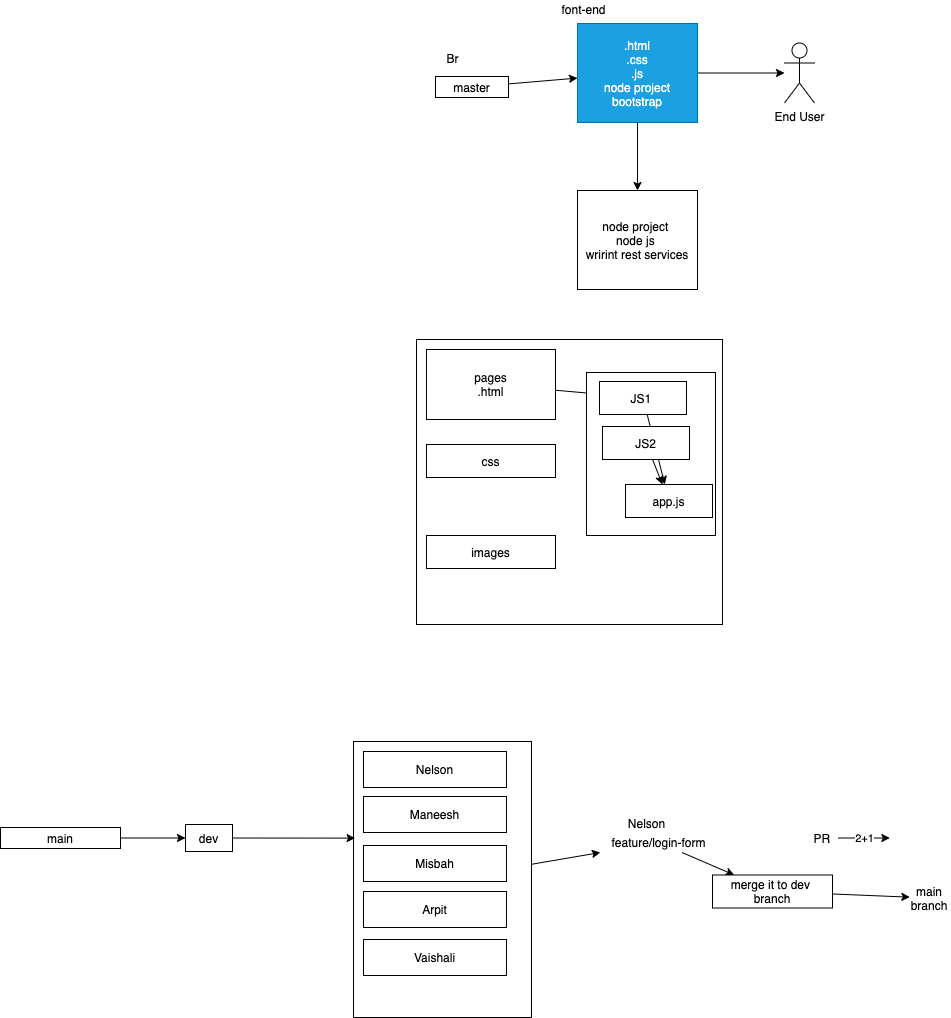 font-end
.html
.css
.js
node project
bootstrap
Br
master
End User
node project
node js
wrirint rest services
pages
.html
JS1
JS2
css
app.js
images
Nelson
Maneesh
main
dev
Misbah
Arpit
Vaishali
Nelson
feature/login-form
PR
2+1
merge it to dev
branch
main
branch